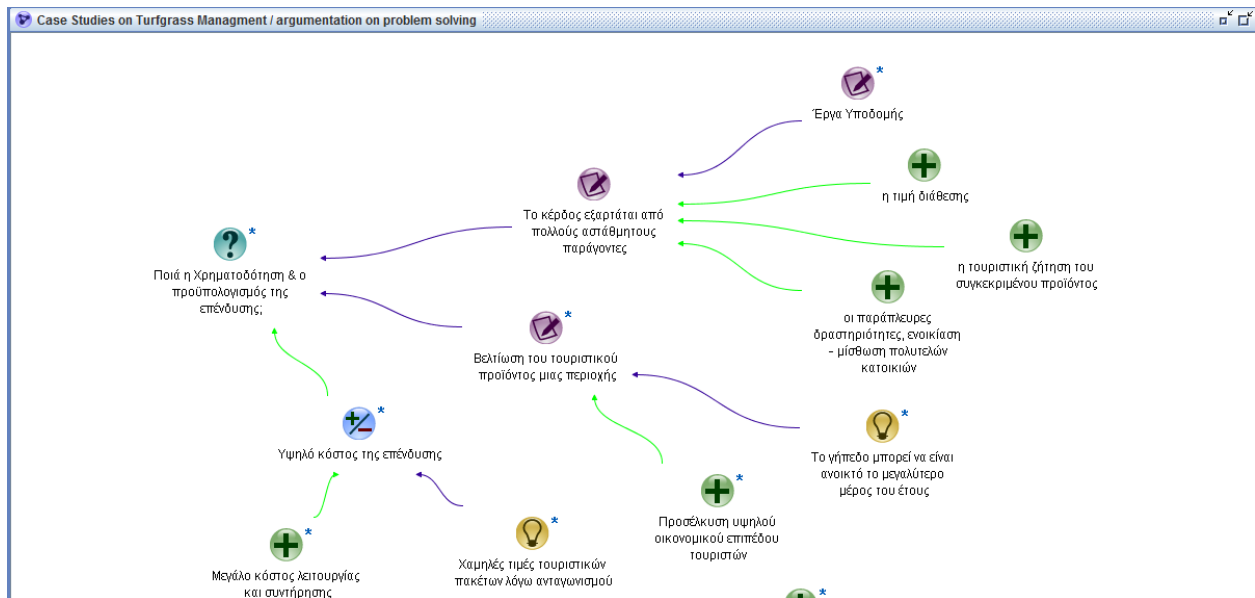 Case Studies on Turfgrass Managment / argumentation on problem solving
Έργα Υποδομής
η τιμή διάθεσης
Το κέρδος εξαρτάται από
πολλούς αστάθμητους
παράγοντες
η τουριστική ζήτηση του
συγκεκριμένου προϊόντος
Ποιά η Χρηματοδότηση & ο
προϋπολογισμός της
επένδυσης;
οι παράπλευρες
δραστηριότητες, ενοικίαση
- μίσθωση πολυτελών
κατοικιών
Βελτίωση του τουριστικού
προϊόντος μιας περιοχής
Υψηλό κόστος της επένδυσης
Το γήπεδο μπορεί να είναι
ανοικτό το μεγαλύτερο
μέρος του έτους
Προσέλκυση υψηλού
οικονομικού επιπέδου
τουριστών
Χαμηλές τιμές τουριστικών
πακέτων λόγω ανταγωνισμού
Μεγάλο κόστος λειτουργίας
και συντήρησης